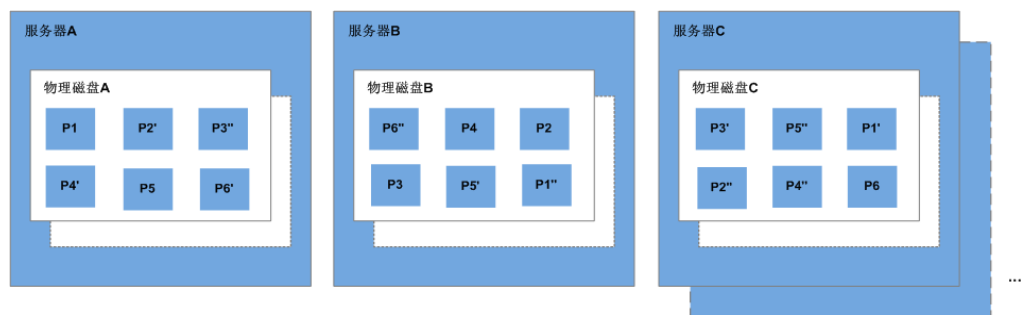 服务器A
物理磁盘A
P1 P2' P3"
P4' P5 P6'
服务器B
物理磁盘B
P6" P4 P2
P3 P5' P1"
服务器C
物理磁盘C
P3' P5" P1'
P2" P4" P6
...